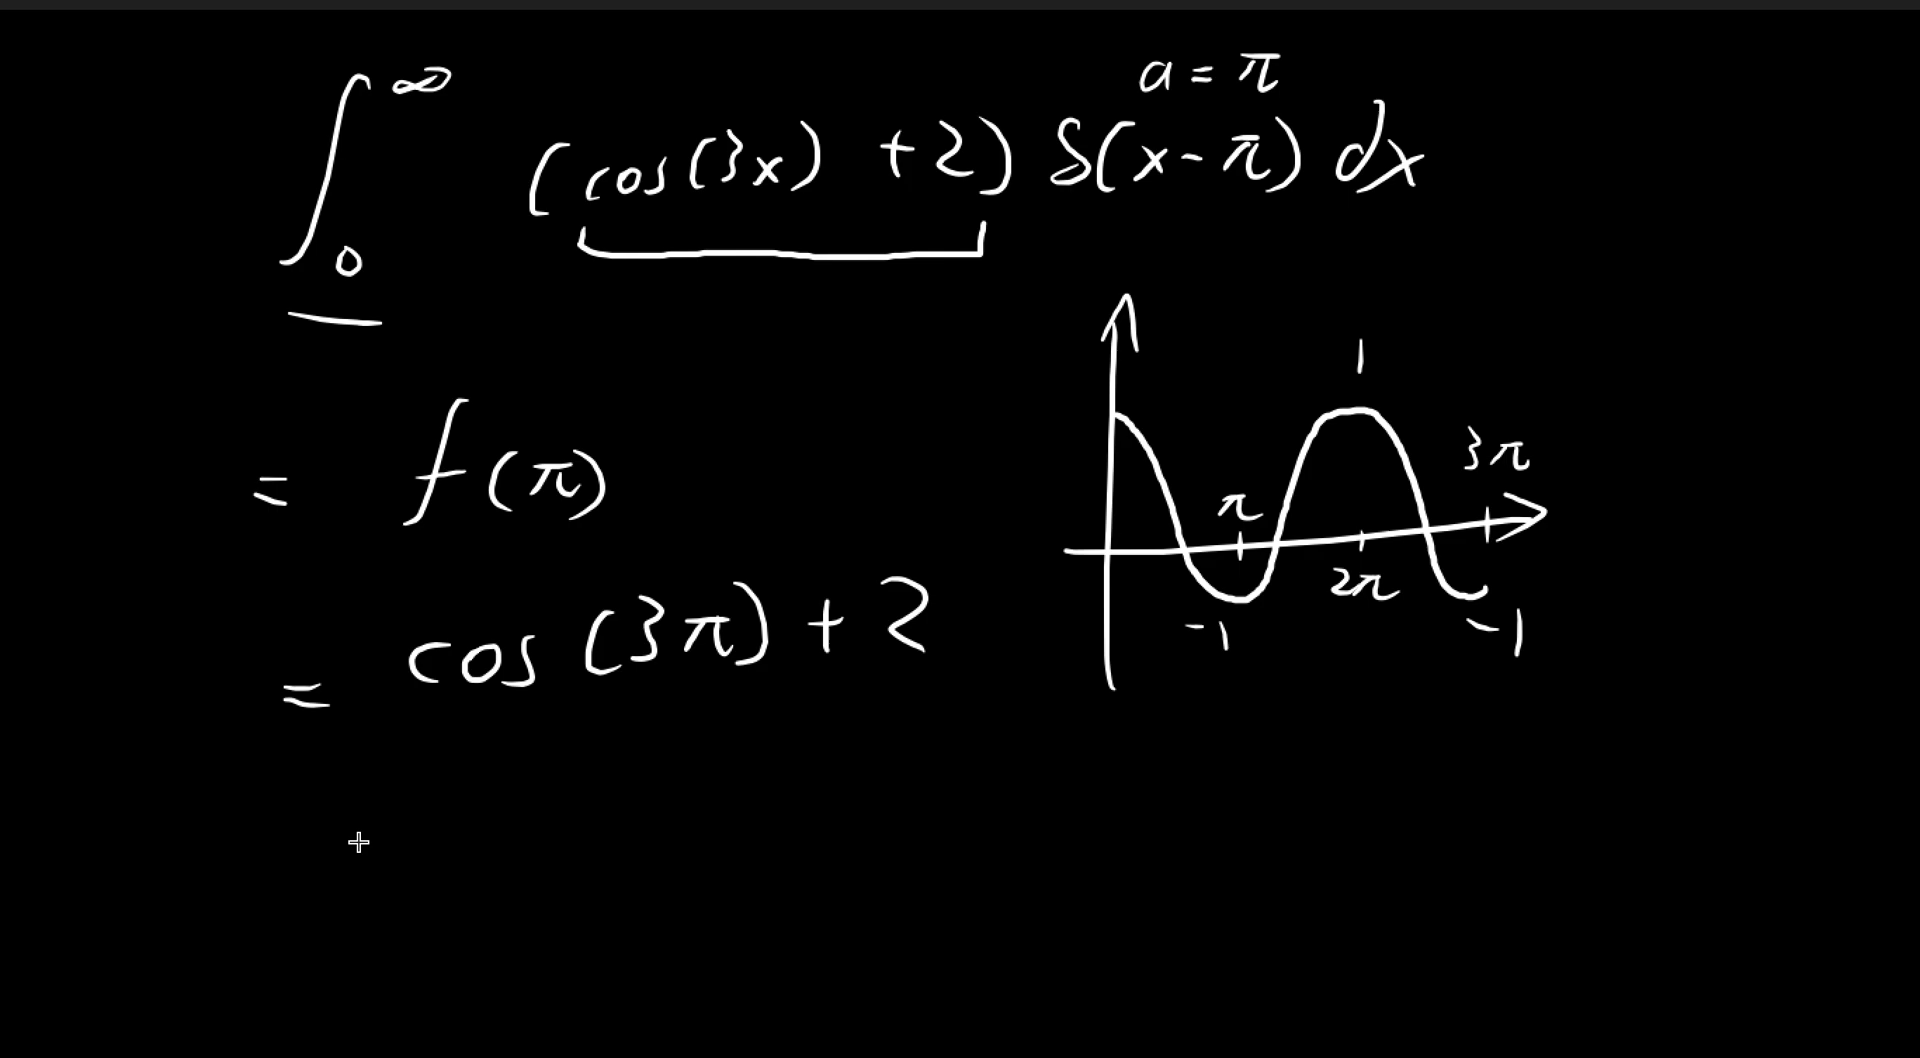 a = π
∫₀^∞ (cos(3x) + 2) δ(x - π) dx
= f(π)
= cos(3π) + 2
1
3π
π
2π
-1
-1